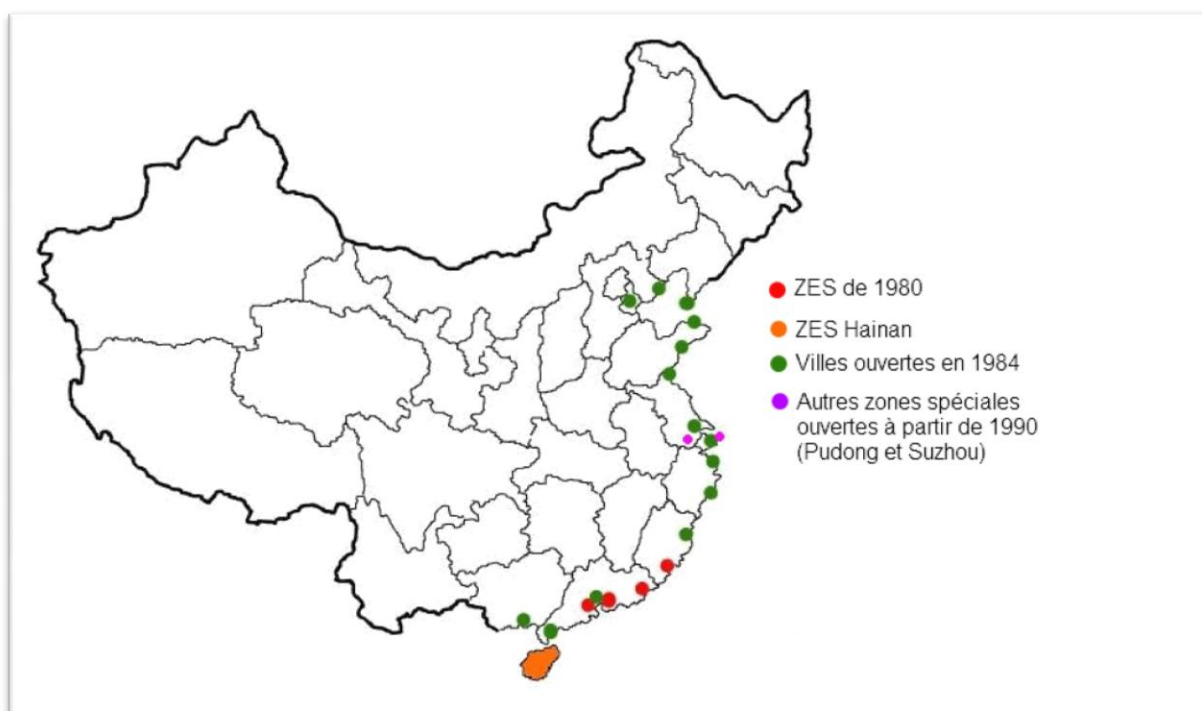 ZES de 1980
ZES Hainan
Villes ouvertes en 1984
Autres zones spéciales
ouvertes à partir de 1990
(Pudong et Suzhou)